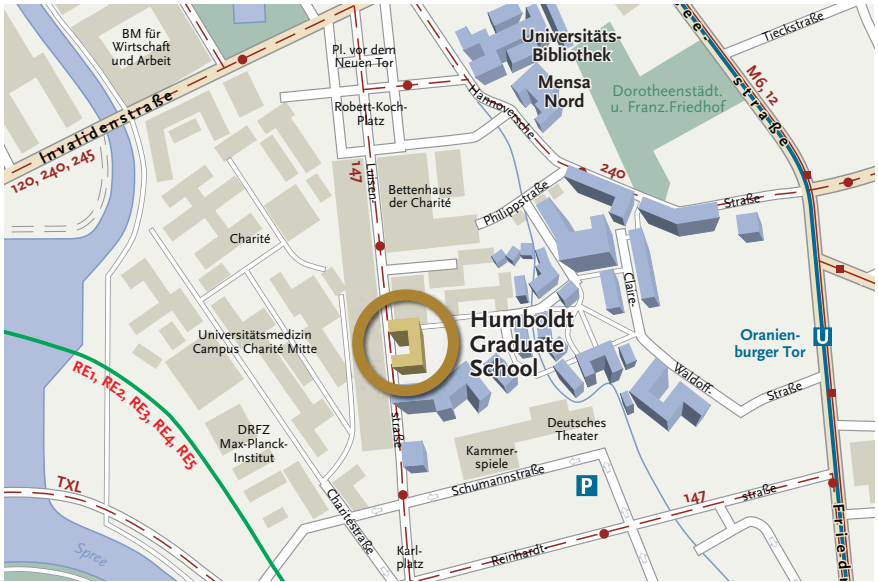 BM für
Wirtschaft
und Arbeit
Pl. vor dem
Neuen Tor
Universitäts-
Bibliothek
Mensa
Nord
Tieckstraße
ee-
straße
M6, 12
Dorotheenstädt.
u. Franz.Friedhof
Hannoversche
Robert-Koch-
Platz
Invalidenstraße
120, 240, 245
147
Luisen-
Bettenhaus
der Charité
240
Philippstraße
Straße
Charité
Claire-
Universitätsmedizin
Campus Charité Mitte
Humboldt
Graduate
School
Oranien-
burger Tor
U
Waldoff-
Straße
RE1, RE2, RE3, RE4, RE5
straße
DRFZ
Max-Planck-
Institut
Deutsches
Theater
Kammer-
spiele
Schumannstraße
P
TXL
Charitéstraße
147
straße
Spree
Karl-
platz
Reinhardt-
Fried